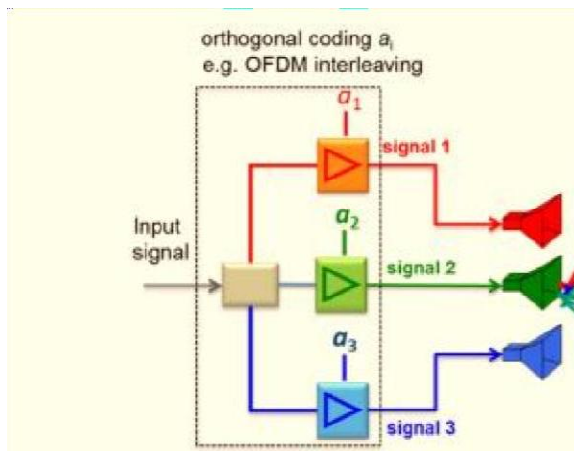 orthogonal coding aᵢ
e.g. OFDM interleaving
a₁
signal 1
Input
signal
a₂
signal 2
a₃
signal 3